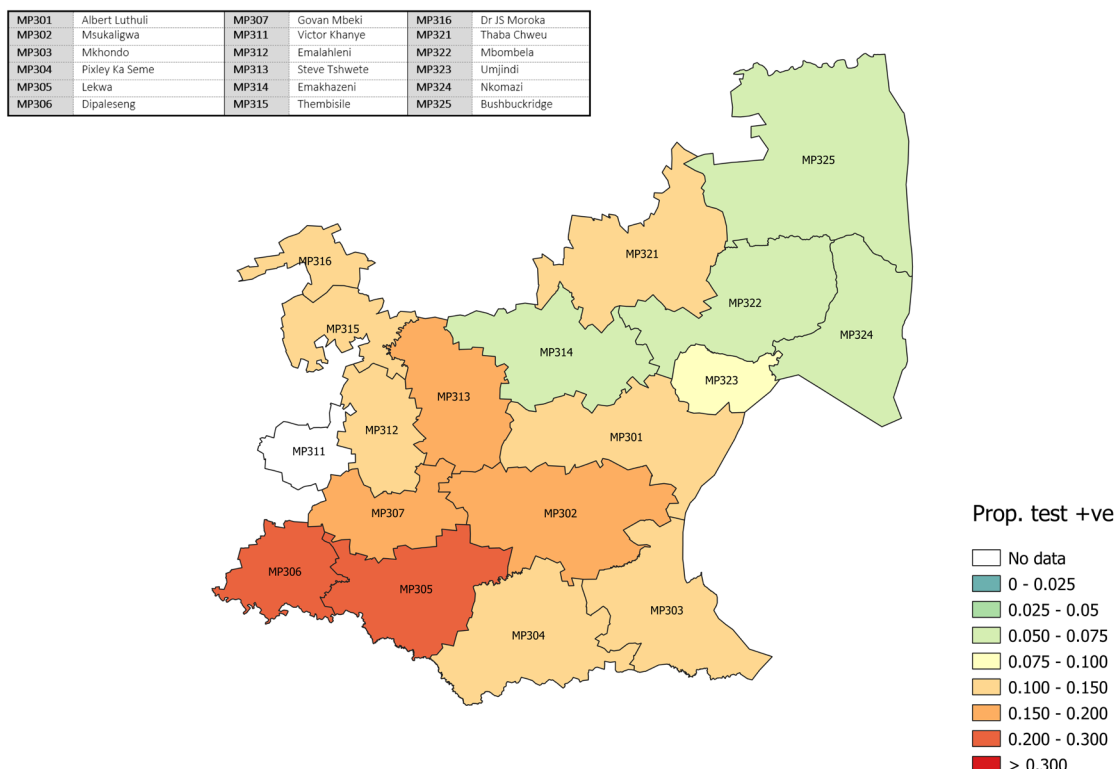 MP301 Albert Luthuli MP307 Govan Mbeki MP316 Dr JS Moroka
MP302 Msukaligwa MP311 Victor Khanye MP321 Thaba Chweu
MP303 Mkhondo MP312 Emalahleni MP322 Mbombela
MP304 Pixley Ka Seme MP313 Steve Tshwete MP323 Umjindi
MP305 Lekwa MP314 Emakhazeni MP324 Nkomazi
MP306 Dipaleseng MP315 Thembisile MP325 Bushbuckridge
MP325
MP321
MP316
MP322
MP315
MP324
MP314
MP323
MP313
MP312
MP301
MP311
MP307
MP302
MP306
MP305
MP303
MP304
Prop. test +ve
No data
0 - 0.025
0.025 - 0.05
0.050 - 0.075
0.075 - 0.100
0.100 - 0.150
0.150 - 0.200
0.200 - 0.300
> 0.300